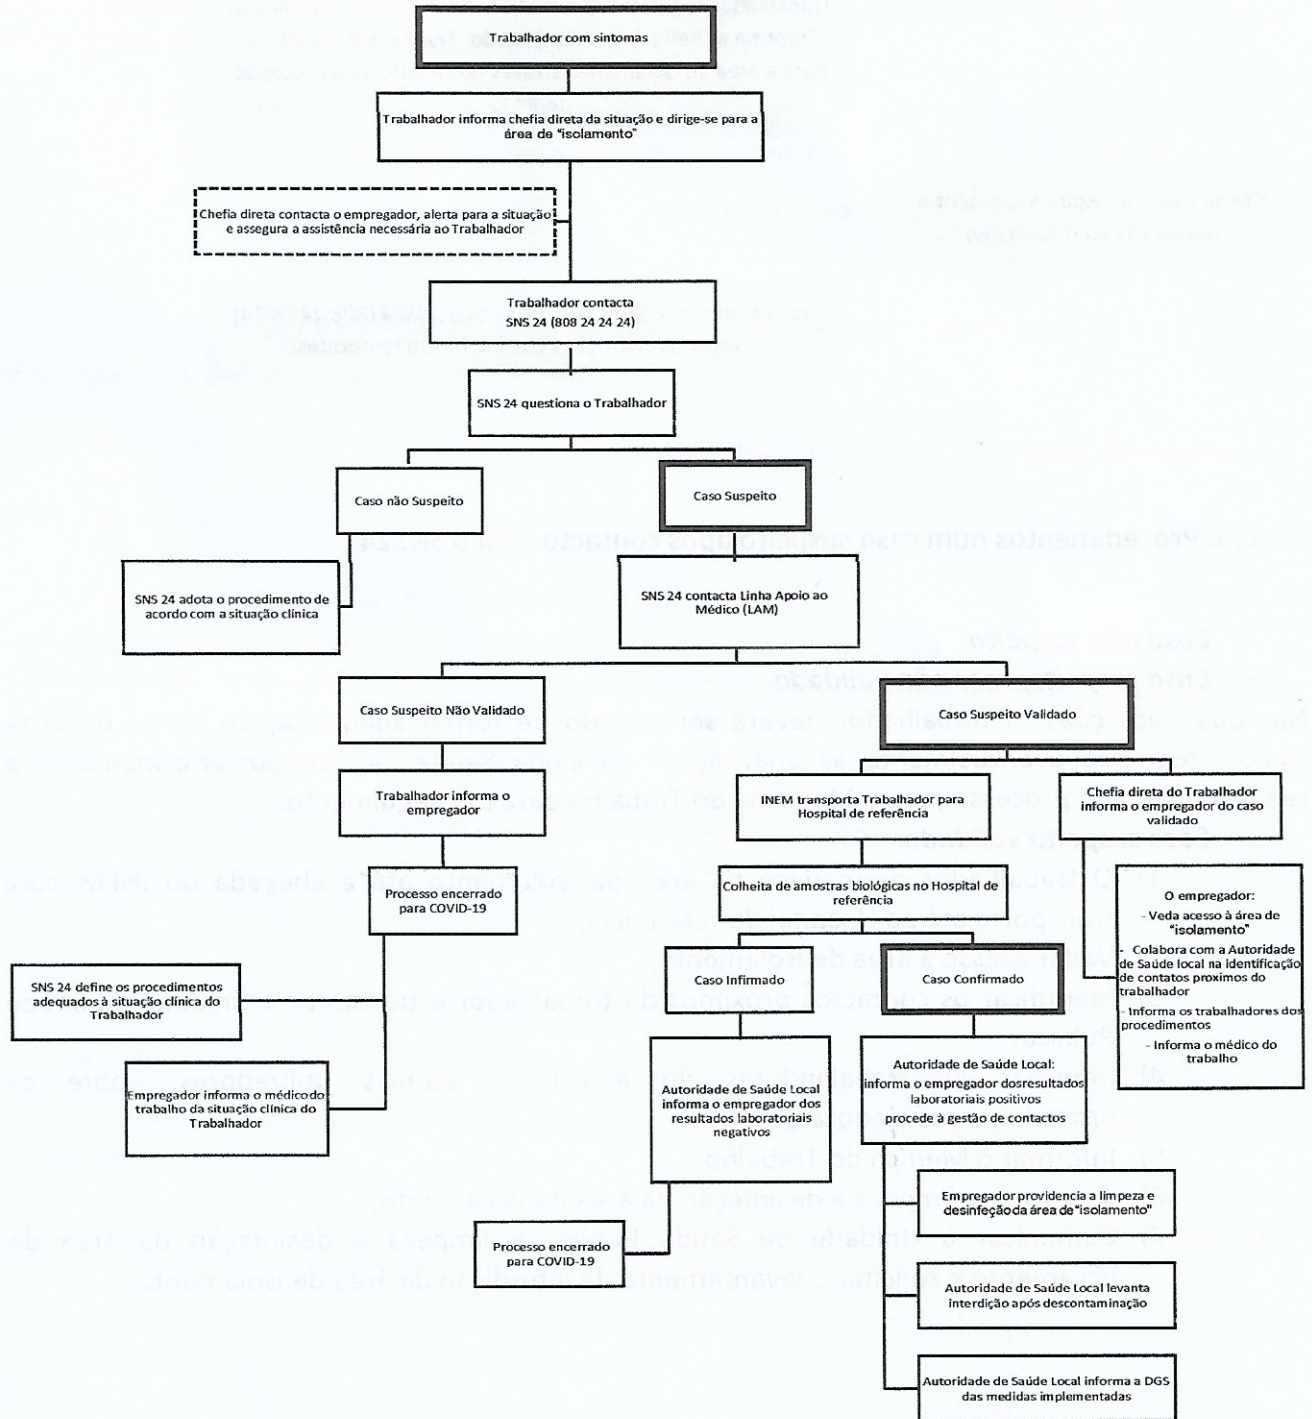 Trabalhador com sintomas
Trabalhador informa chefia direta da situação e dirige-se para a
área de "isolamento"
Chefia direta contacta o empregador, alerta para a situação
e assegura a assistência necessária ao Trabalhador
Trabalhador contacta
SNS 24 (808 24 24 24)
SNS 24 questiona o Trabalhador
Caso não Suspeito
Caso Suspeito
SNS 24 adota o procedimento de
acordo com a situação clínica
SNS 24 contacta Linha Apoio ao
Médico (LAM)
Caso Suspeito Não Validado
Caso Suspeito Validado
Trabalhador informa o
empregador
INEM transporta Trabalhador para
Hospital de referência
Chefia direta do Trabalhador
informa o empregador do caso
validado
Processo encerrado
para COVID-19
Colheita de amostras biológicas no Hospital de
referência
O empregador:
- Veda acesso à área de
"isolamento"
- Colabora com a Autoridade
de Saúde local na identificação
de contatos proximos do
trabalhador
- Informa os trabalhadores dos
procedimentos
- Informa o médico do
trabalho
SNS 24 define os procedimentos
adequados à situação clínica do
Trabalhador
Caso Infirmado
Caso Confirmado
Empregador informa o médico do
trabalho da situação clínica do
Trabalhador
Autoridade de Saúde Local
informa o empregador dos
resultados laboratoriais
negativos
Autoridade de Saúde Local:
informa o empregador dosresultados
laboratoriais positivos
procede à gestão de contactos
Processo encerrado
para COVID-19
Empregador providencia a limpeza e
desinfeção da área de "isolamento"
Autoridade de Saúde Local levanta
interdição após descontaminação
Autoridade de Saúde Local informa a DGS
das medidas implementadas